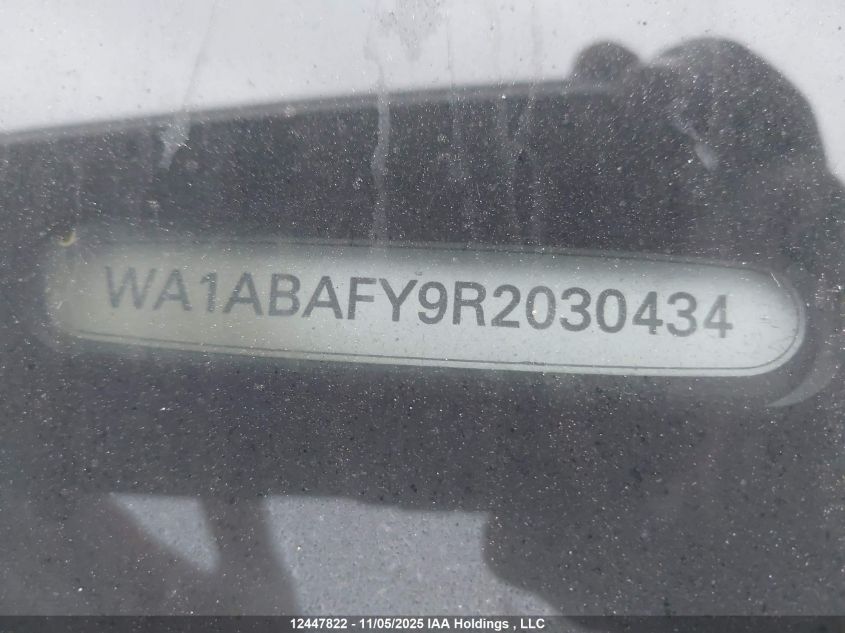 WA1ABAFY9R2030434
12447822 - 11/05/2025 IAA Holdings , LLC